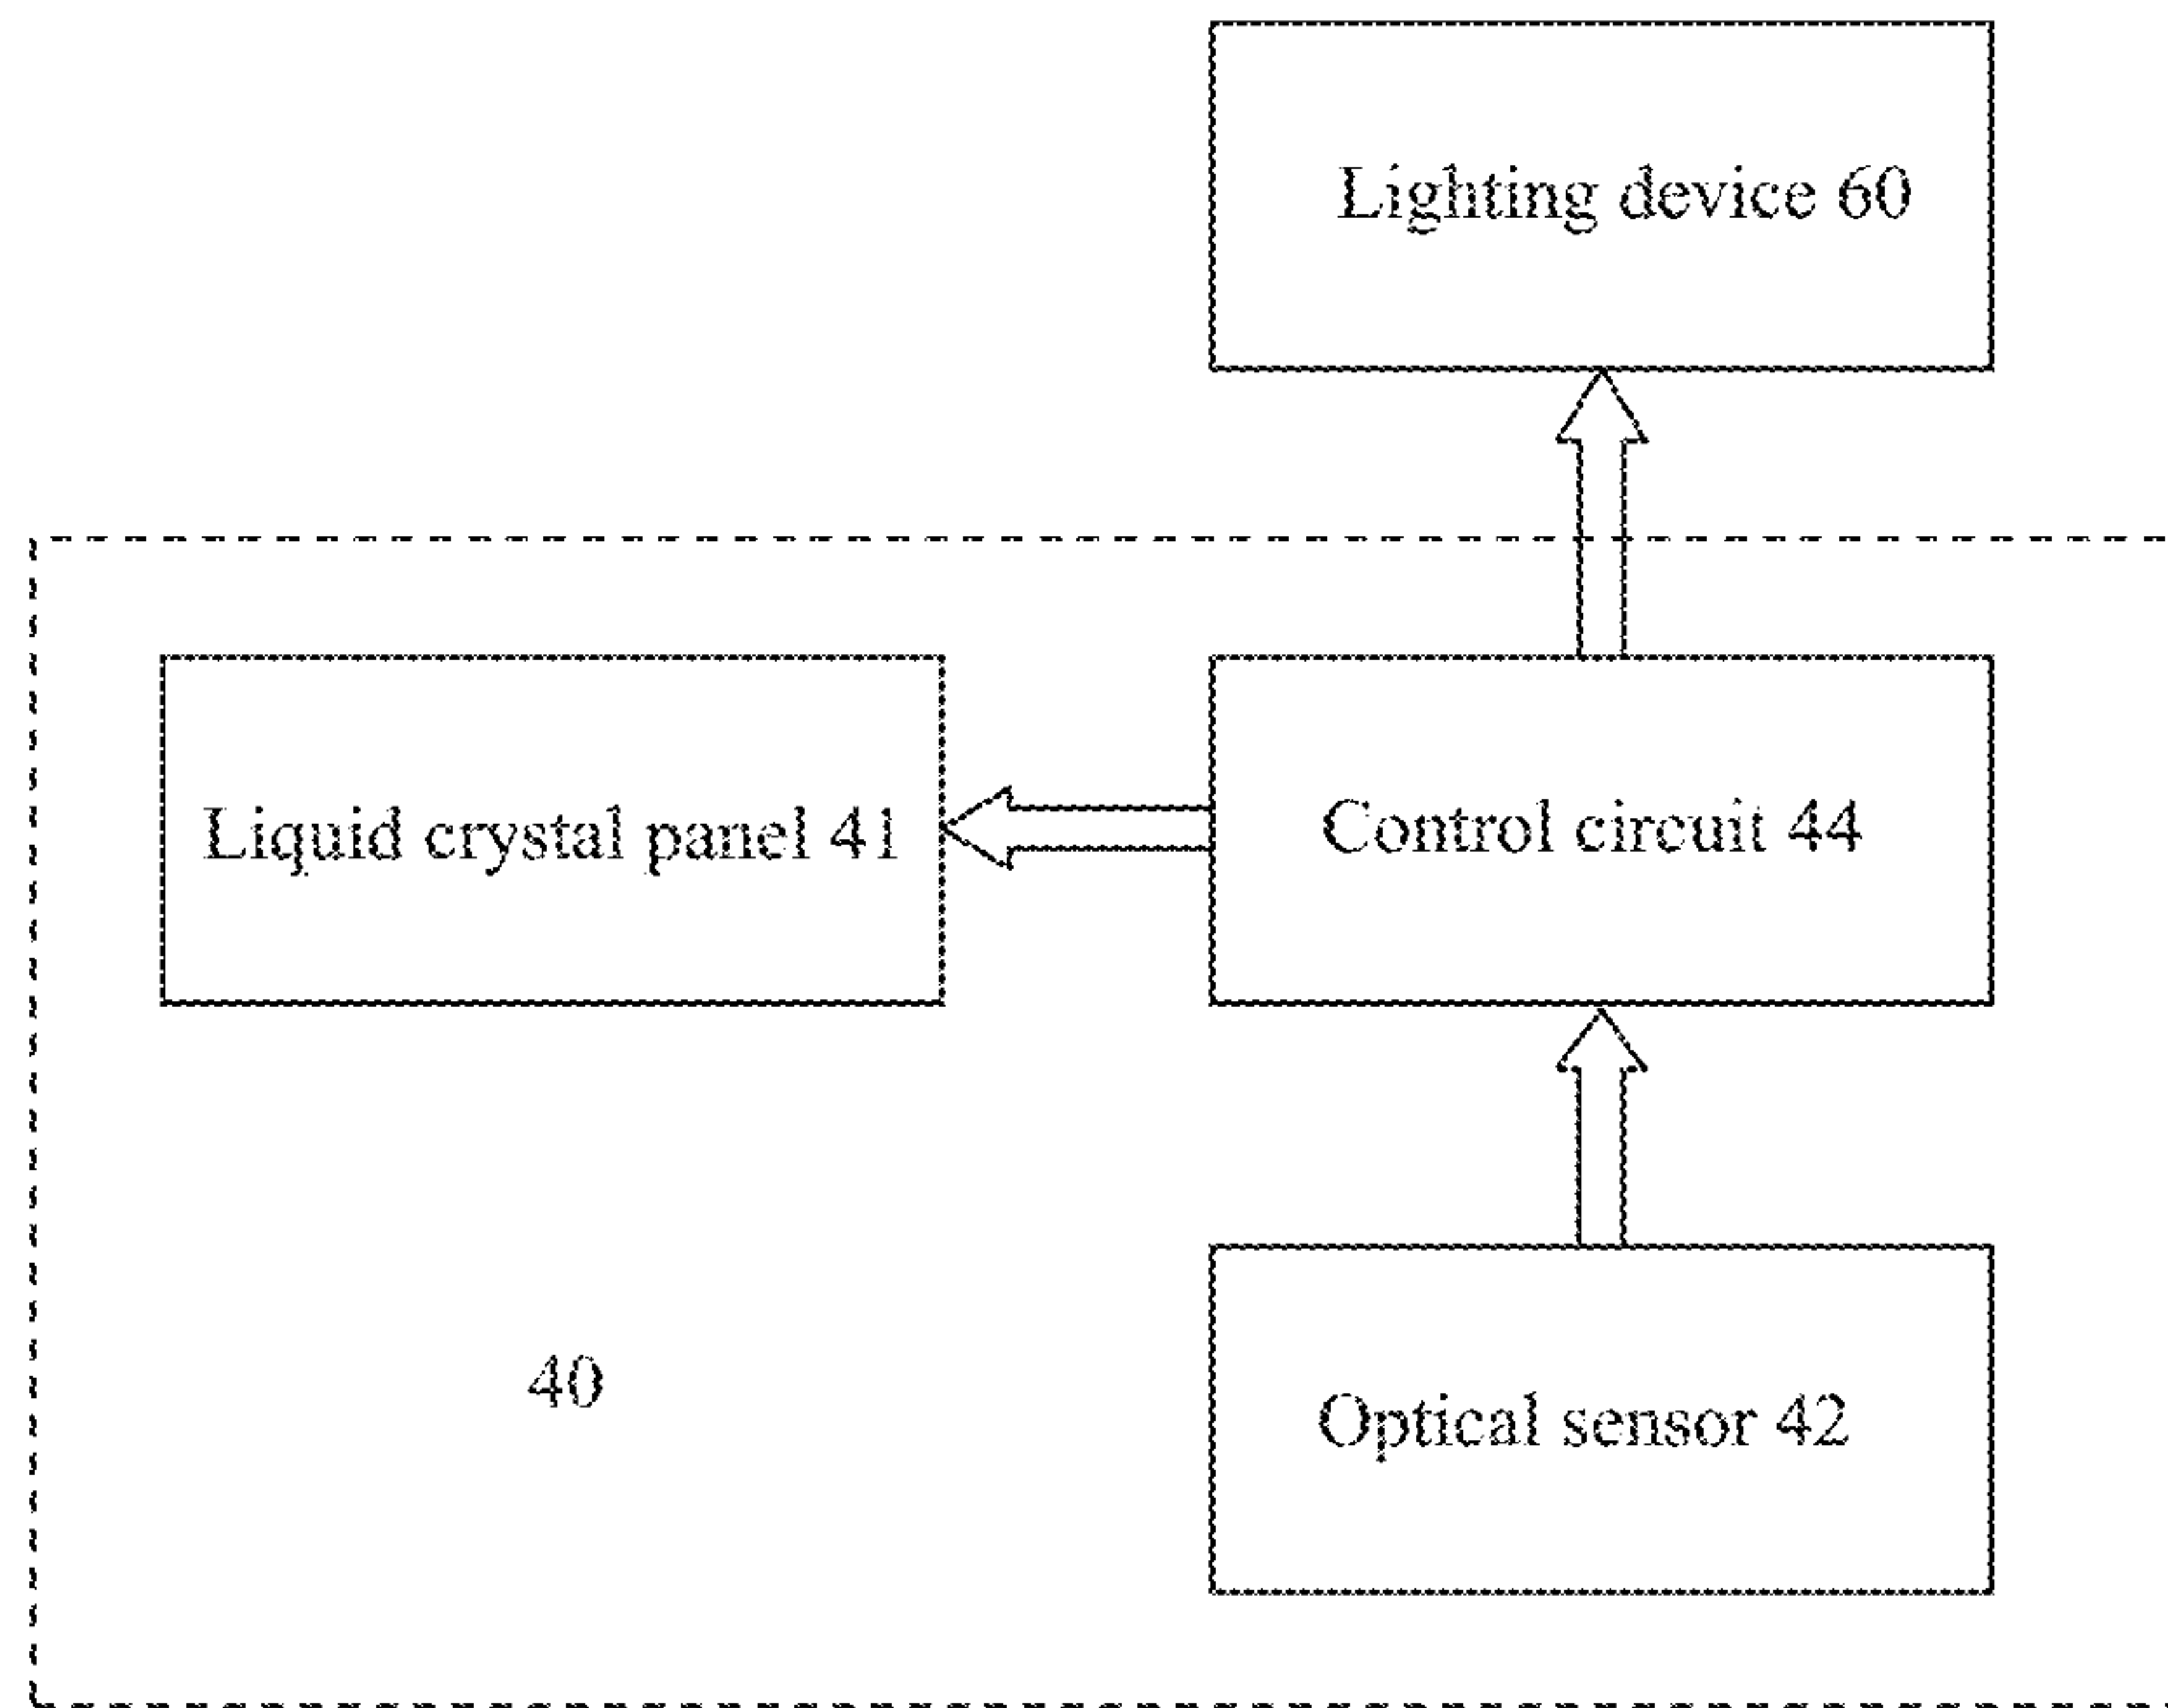 Lighting device 60
Liquid crystal panel 41
Control circuit 44
40
Optical sensor 42